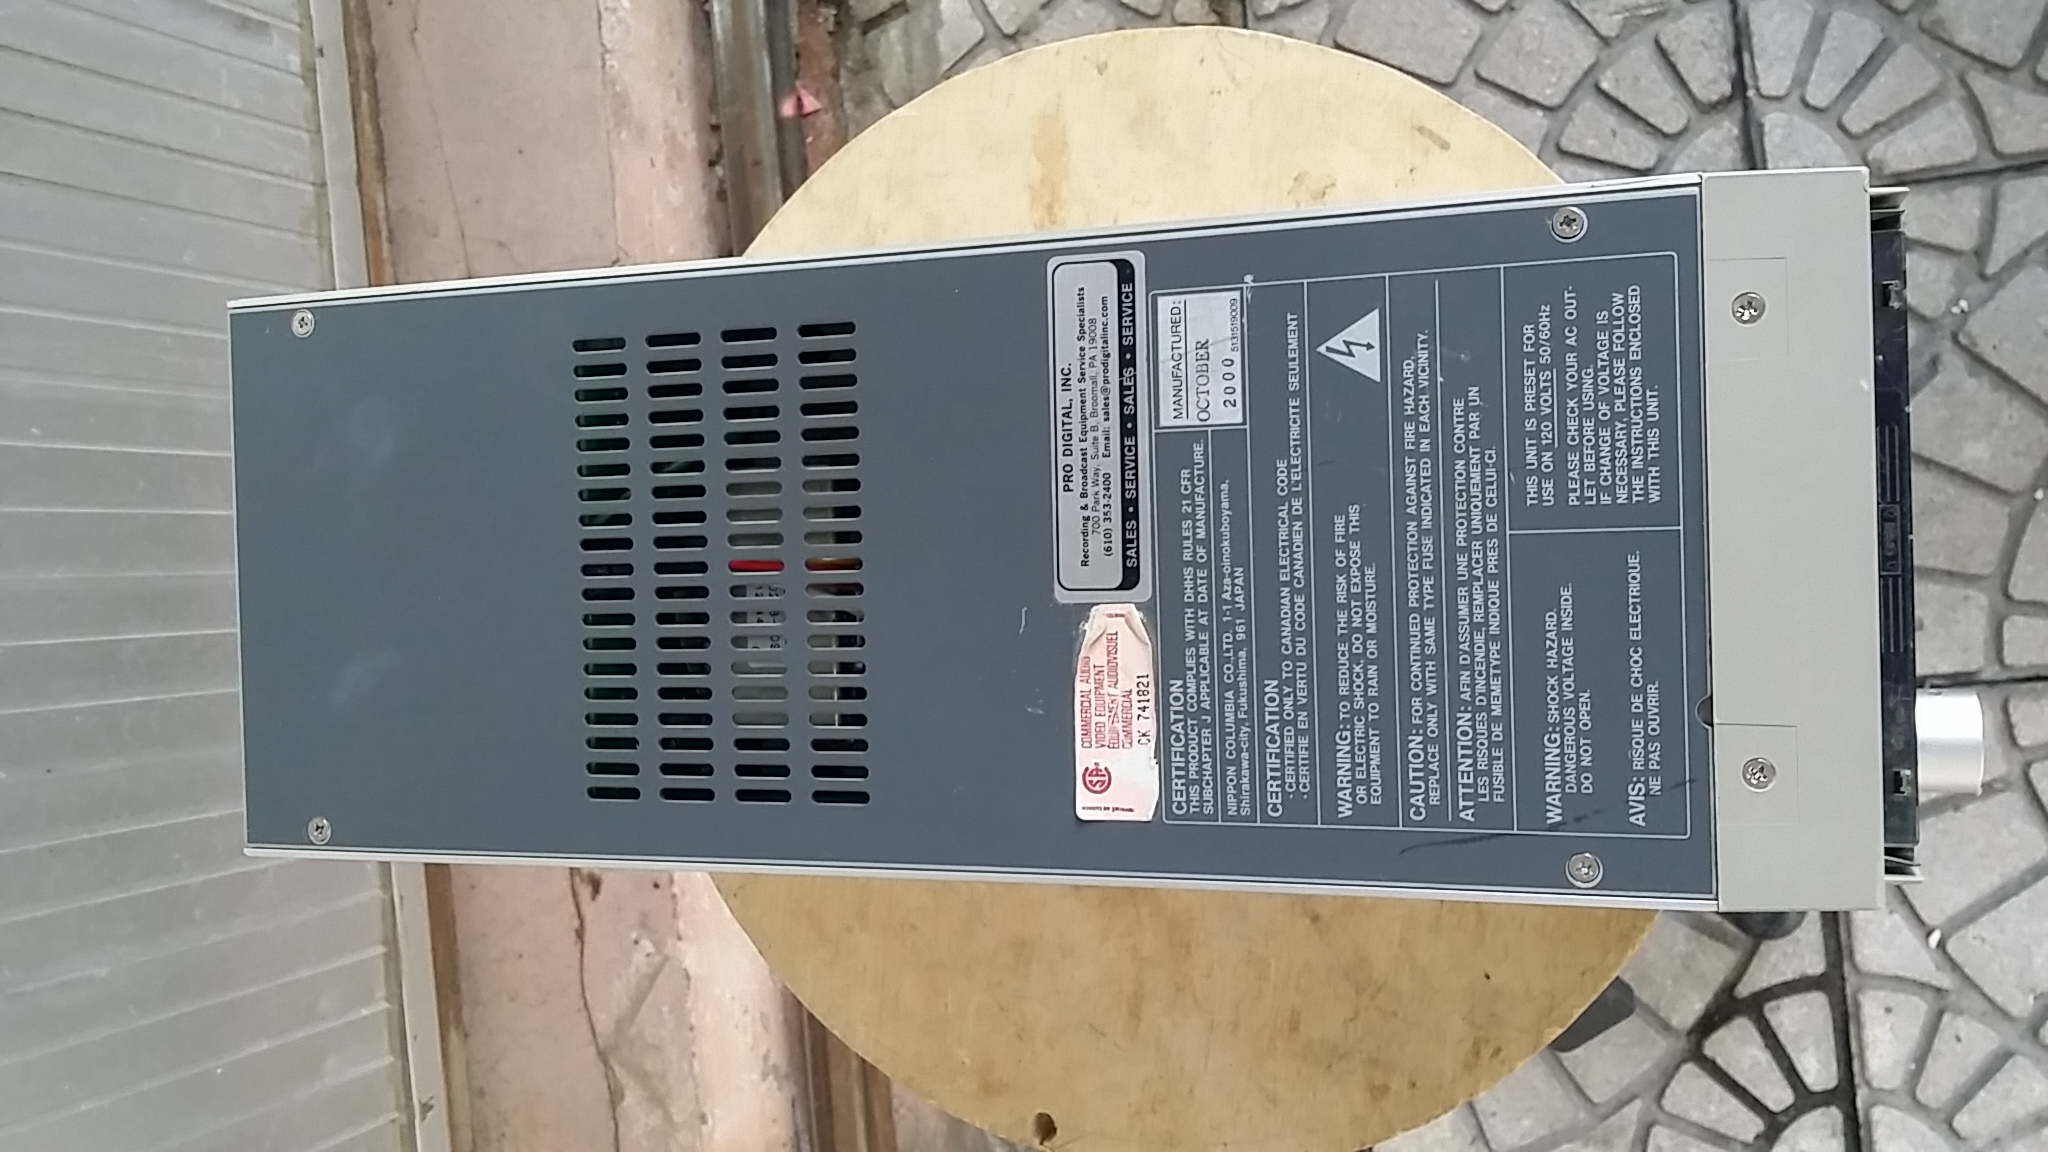 PRO DIGITAL, INC.
Recording & Broadcast Equipment Service Specialists
700 Park Way, Suite B, Broomall, PA 19008
(610) 353-2400 Email: sales@prodigitalinc.com
SALES • SERVICE • SALES • SERVICE
COMMERCIAL AUDIO
VIDEO EQUIPMENT
EQUIPEMENT AUDIOVISUEL
COMMERCIAL
CK 741821
MANUFACTURED:
OCTOBER
2000
5131519009
CERTIFICATION
THIS PRODUCT COMPLIES WITH DHHS RULES 21 CFR
SUBCHAPTER J APPLICABLE AT DATE OF MANUFACTURE.
NIPPON COLUMBIA CO.,LTD. 1-1 Aza-oinokuboyama,
Shirakawa-city, Fukushima, 961 JAPAN
CERTIFICATION
· CERTIFIED ONLY TO CANADIAN ELECTRICAL CODE
· CERTIFIE EN VERTU DU CODE CANADIEN DE L'ELECTRICITE SEULEMENT
WARNING: TO REDUCE THE RISK OF FIRE
OR ELECTRIC SHOCK, DO NOT EXPOSE THIS
EQUIPMENT TO RAIN OR MOISTURE.
CAUTION: FOR CONTINUED PROTECTION AGAINST FIRE HAZARD,
REPLACE ONLY WITH SAME TYPE FUSE INDICATED IN EACH VICINITY.
ATTENTION: AFIN D'ASSUMER UNE PROTECTION CONTRE
LES RISQUES D'INCENDIE, REMPLACER UNIQUEMENT PAR UN
FUSIBLE DE MEMETYPE INDIQUE PRES DE CELUI-CI.
WARNING: SHOCK HAZARD.
DANGEROUS VOLTAGE INSIDE.
DO NOT OPEN.
AVIS: RISQUE DE CHOC ELECTRIQUE.
NE PAS OUVRIR.
THIS UNIT IS PRESET FOR
USE ON 120 VOLTS 50/60Hz
PLEASE CHECK YOUR AC OUT-
LET BEFORE USING.
IF CHANGE OF VOLTAGE IS
NECESSARY, PLEASE FOLLOW
THE INSTRUCTIONS ENCLOSED
WITH THIS UNIT.